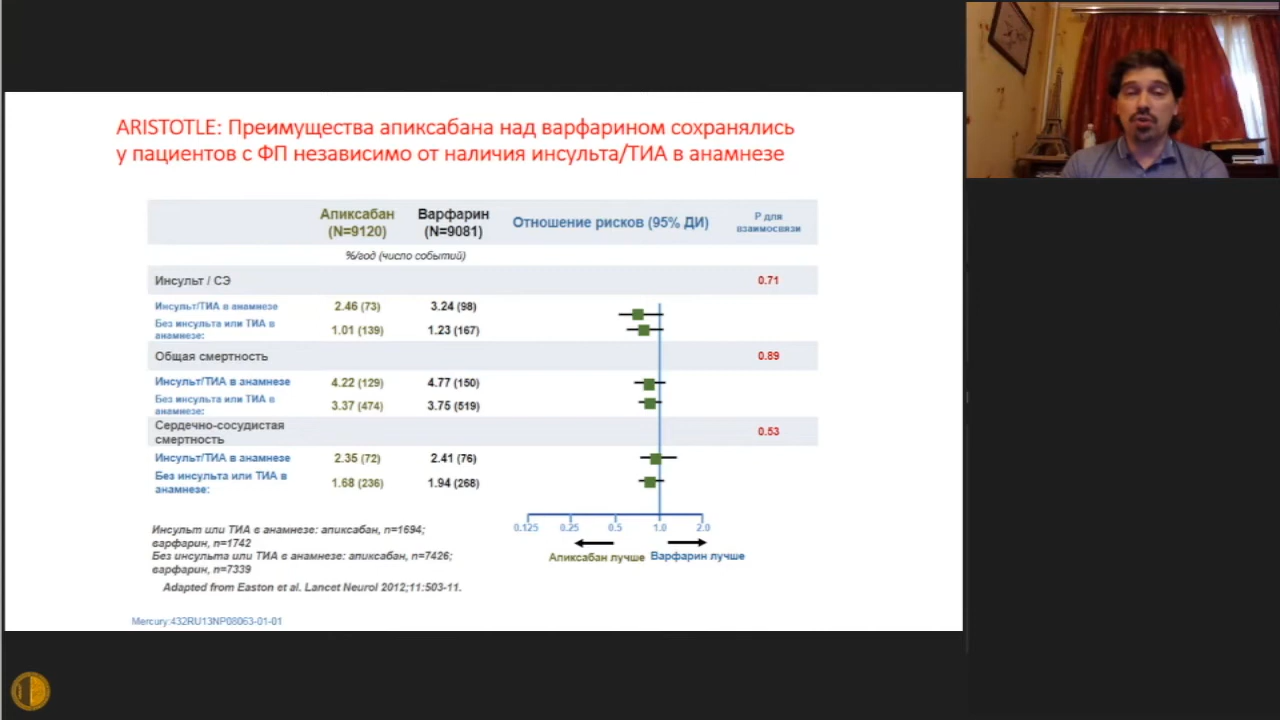 ARISTOTLE: Преимущества апиксабана над варфарином сохранялись
у пациентов с ФП независимо от наличия инсульта/ТИА в анамнезе
Апиксабан (N=9120)
Варфарин (N=9081)
Отношение рисков (95% ДИ)
Р для взаимосвязи
%/год (число событий)
Инсульт / СЭ 0.71
Инсульт/ТИА в анамнезе 2.46 (73) 3.24 (98)
Без инсульта или ТИА в анамнезе: 1.01 (139) 1.23 (167)
Общая смертность 0.89
Инсульт/ТИА в анамнезе 4.22 (129) 4.77 (150)
Без инсульта или ТИА в анамнезе: 3.37 (474) 3.75 (519)
Сердечно-сосудистая смертность 0.53
Инсульт/ТИА в анамнезе 2.35 (72) 2.41 (76)
Без инсульта или ТИА в анамнезе: 1.68 (236) 1.94 (268)
0.125 0.25 0.5 1.0 2.0
Апиксабан лучше Варфарин лучше
Инсульт или ТИА в анамнезе: апиксабан, n=1694;
варфарин, n=1742
Без инсульта или ТИА в анамнезе: апиксабан, n=7426;
варфарин, n=7339
Adapted from Easton et al. Lancet Neurol 2012;11:503-11.
Mercury:432RU13NP08063-01-01